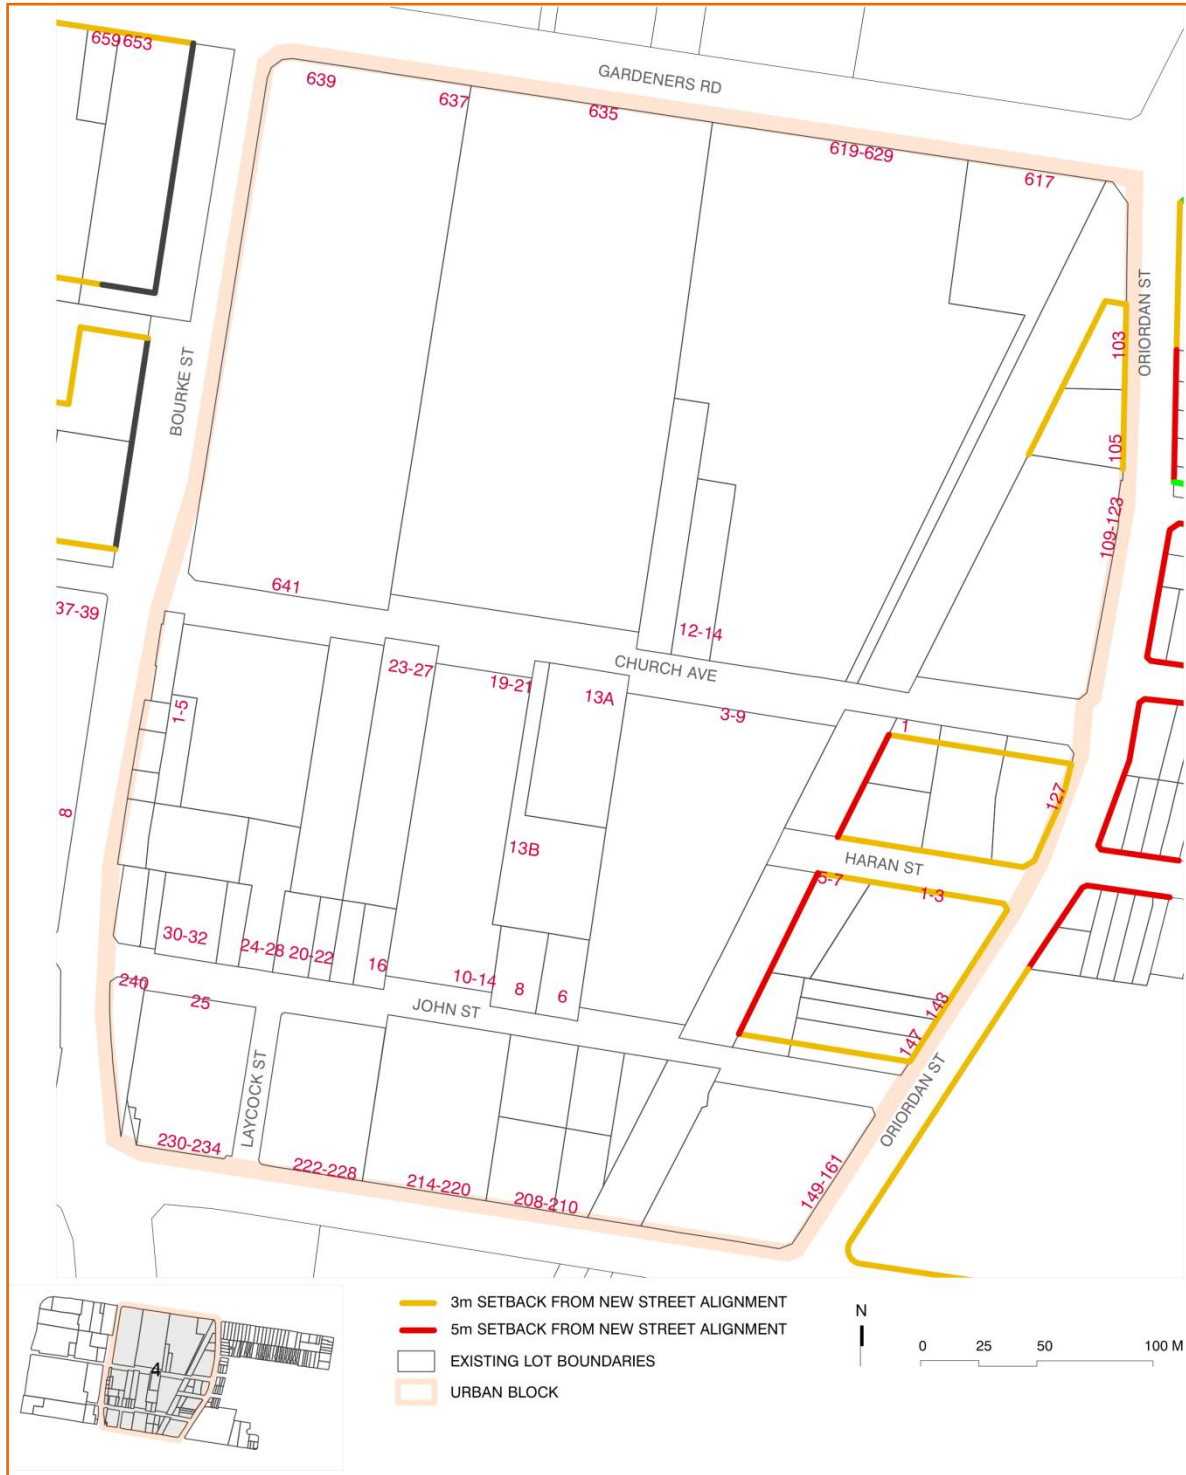 659
653
GARDENERS RD
639
637
635
619-629
617
ORIORDAN ST
103
BOURKE ST
105
109-123
641
37-39
12-14
CHURCH AVE
23-27
19-21
13A
3-9
1
1-5
127
8
13B
HARAN ST
5-7
1-3
30-32
24-28
20-22
16
10-14
8
6
240
25
JOHN ST
143
147
LAYCOCK ST
ORIORDAN ST
230-234
222-228
214-220
208-210
149-161
3m SETBACK FROM NEW STREET ALIGNMENT
5m SETBACK FROM NEW STREET ALIGNMENT
EXISTING LOT BOUNDARIES
URBAN BLOCK
4
N
0 25 50 100 M